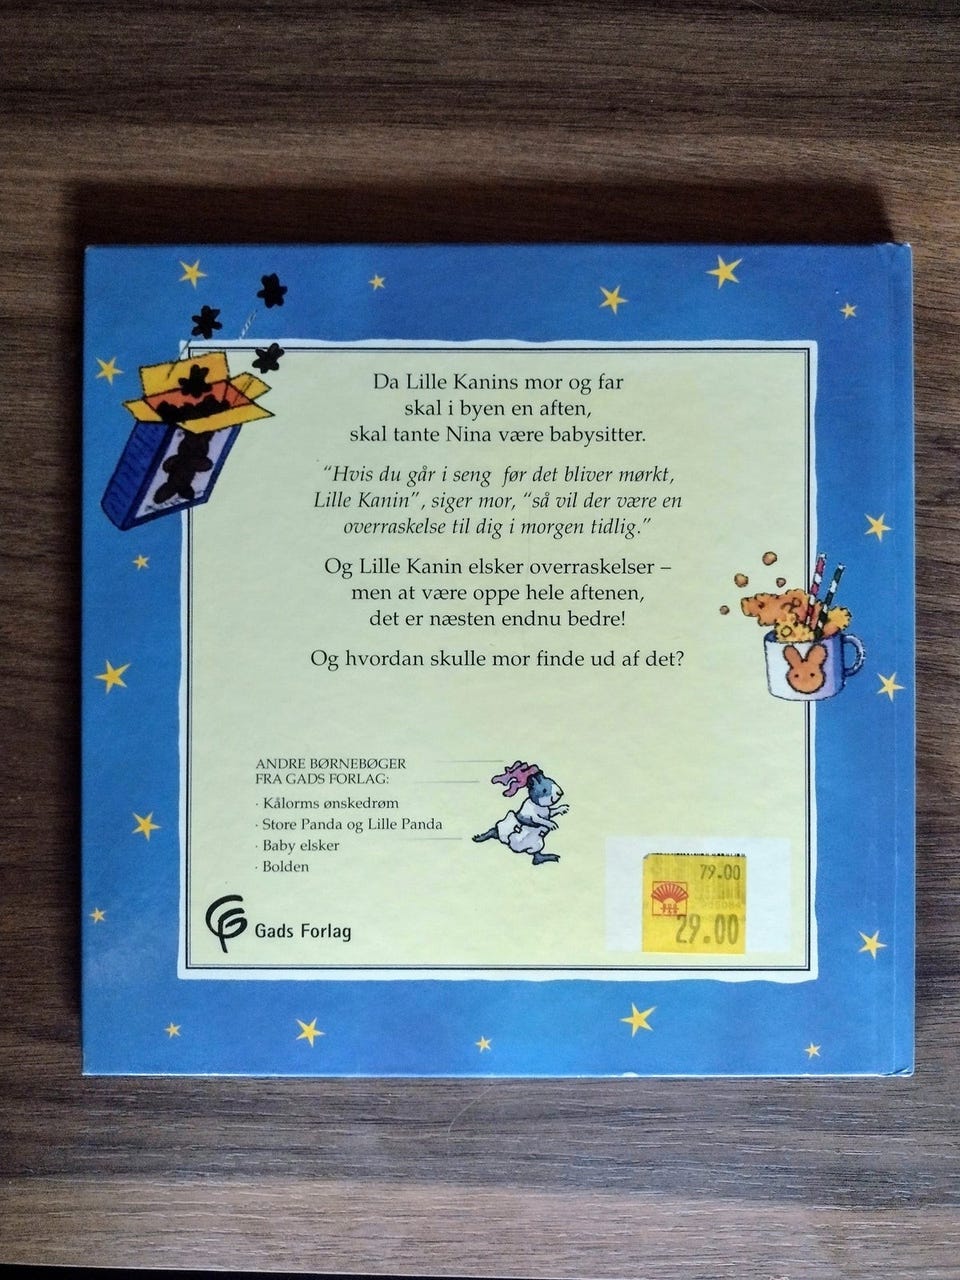 Da Lille Kanins mor og far
skal i byen en aften,
skal tante Nina være babysitter.
“Hvis du går i seng før det bliver mørkt,
Lille Kanin”, siger mor, “så vil der være en
overraskelse til dig i morgen tidlig.”
Og Lille Kanin elsker overraskelser –
men at være oppe hele aftenen,
det er næsten endnu bedre!
Og hvordan skulle mor finde ud af det?
ANDRE BØRNEBØGER
FRA GADS FORLAG:
· Kålorms ønskedrøm
· Store Panda og Lille Panda
· Baby elsker
· Bolden
Gads Forlag
79.00
29.00